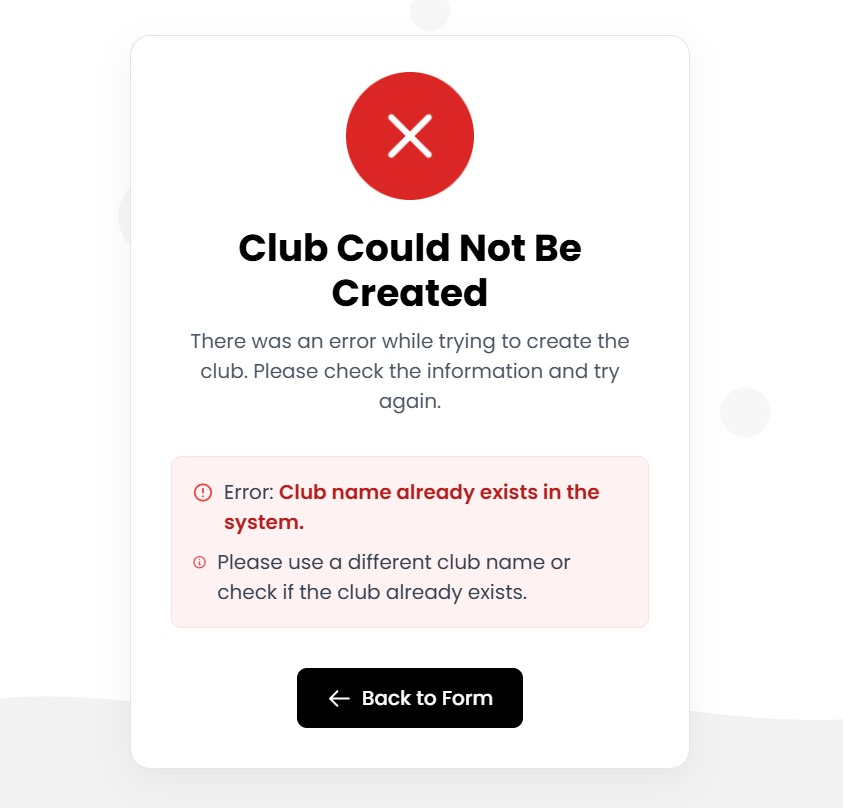 Club Could Not Be
Created
There was an error while trying to create the
club. Please check the information and try
again.
Error: Club name already exists in the
system.
Please use a different club name or
check if the club already exists.
Back to Form